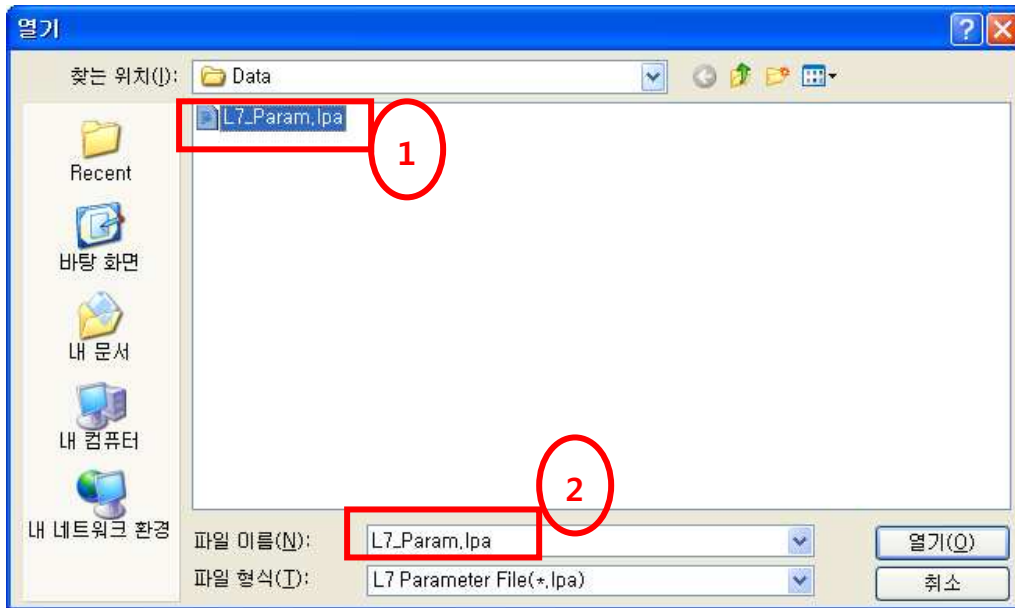 열기
찾는 위치(I): Data
L7_Param.lpa
1
Recent
바탕 화면
내 문서
내 컴퓨터
내 네트워크 환경
2
파일 이름(N): L7_Param.lpa 열기(O)
파일 형식(T): L7 Parameter File(*.lpa) 취소